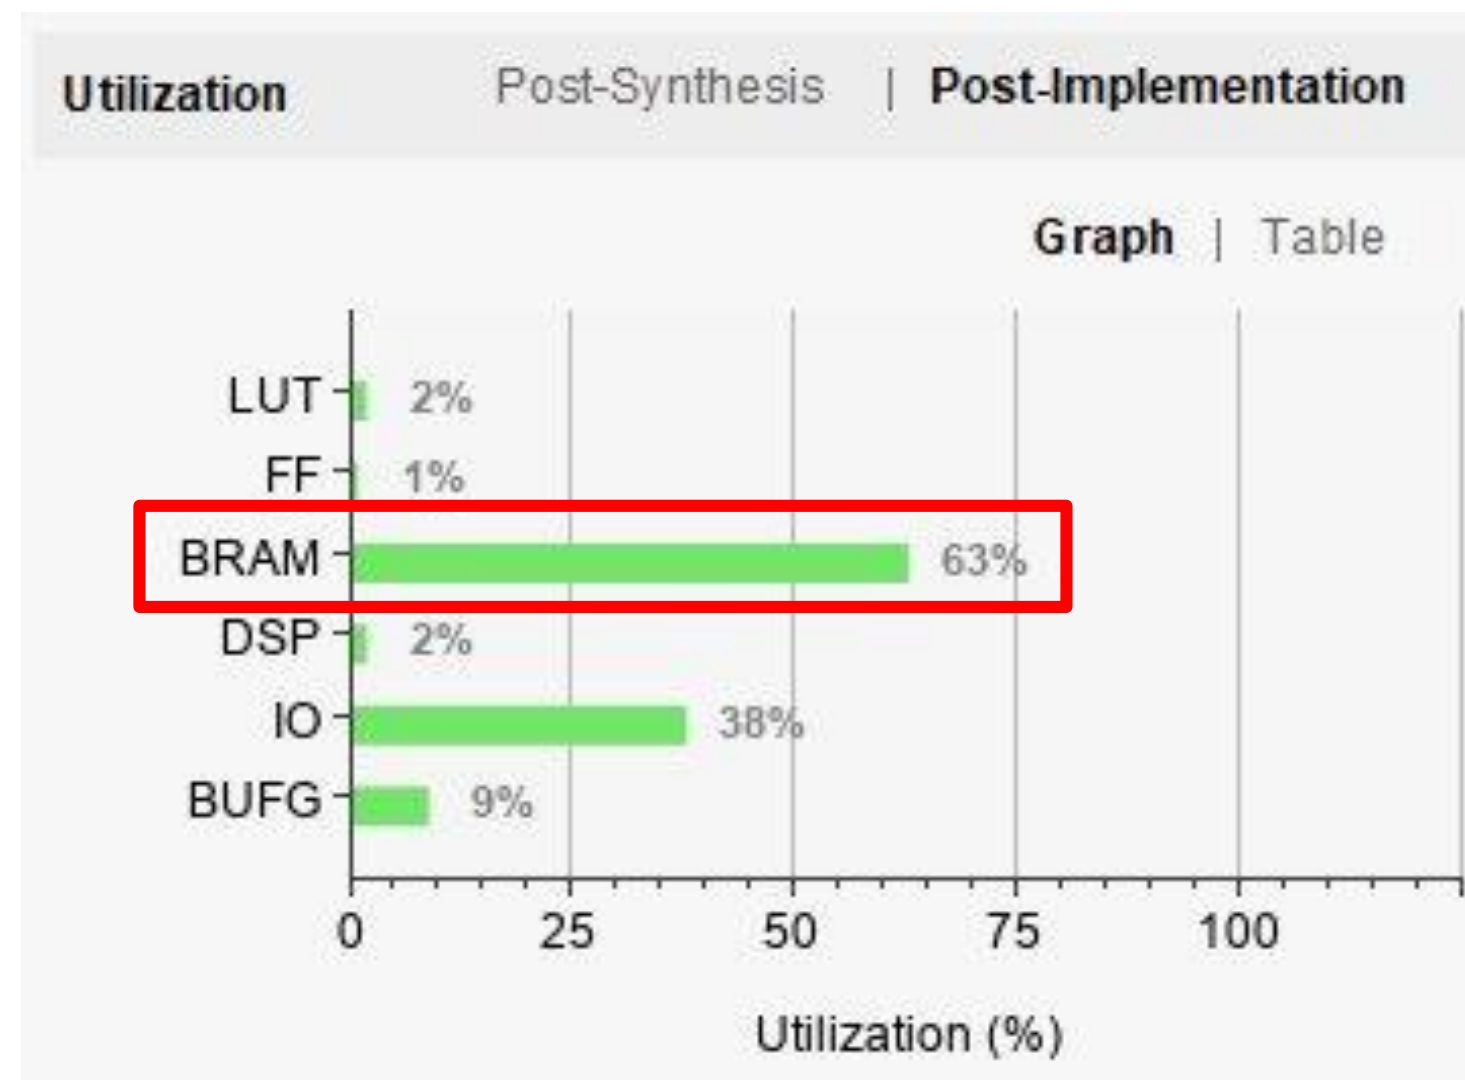 Utilization Post-Synthesis | Post-Implementation
Graph | Table
LUT 2%
FF 1%
BRAM 63%
DSP 2%
IO 38%
BUFG 9%
0 25 50 75 100
Utilization (%)